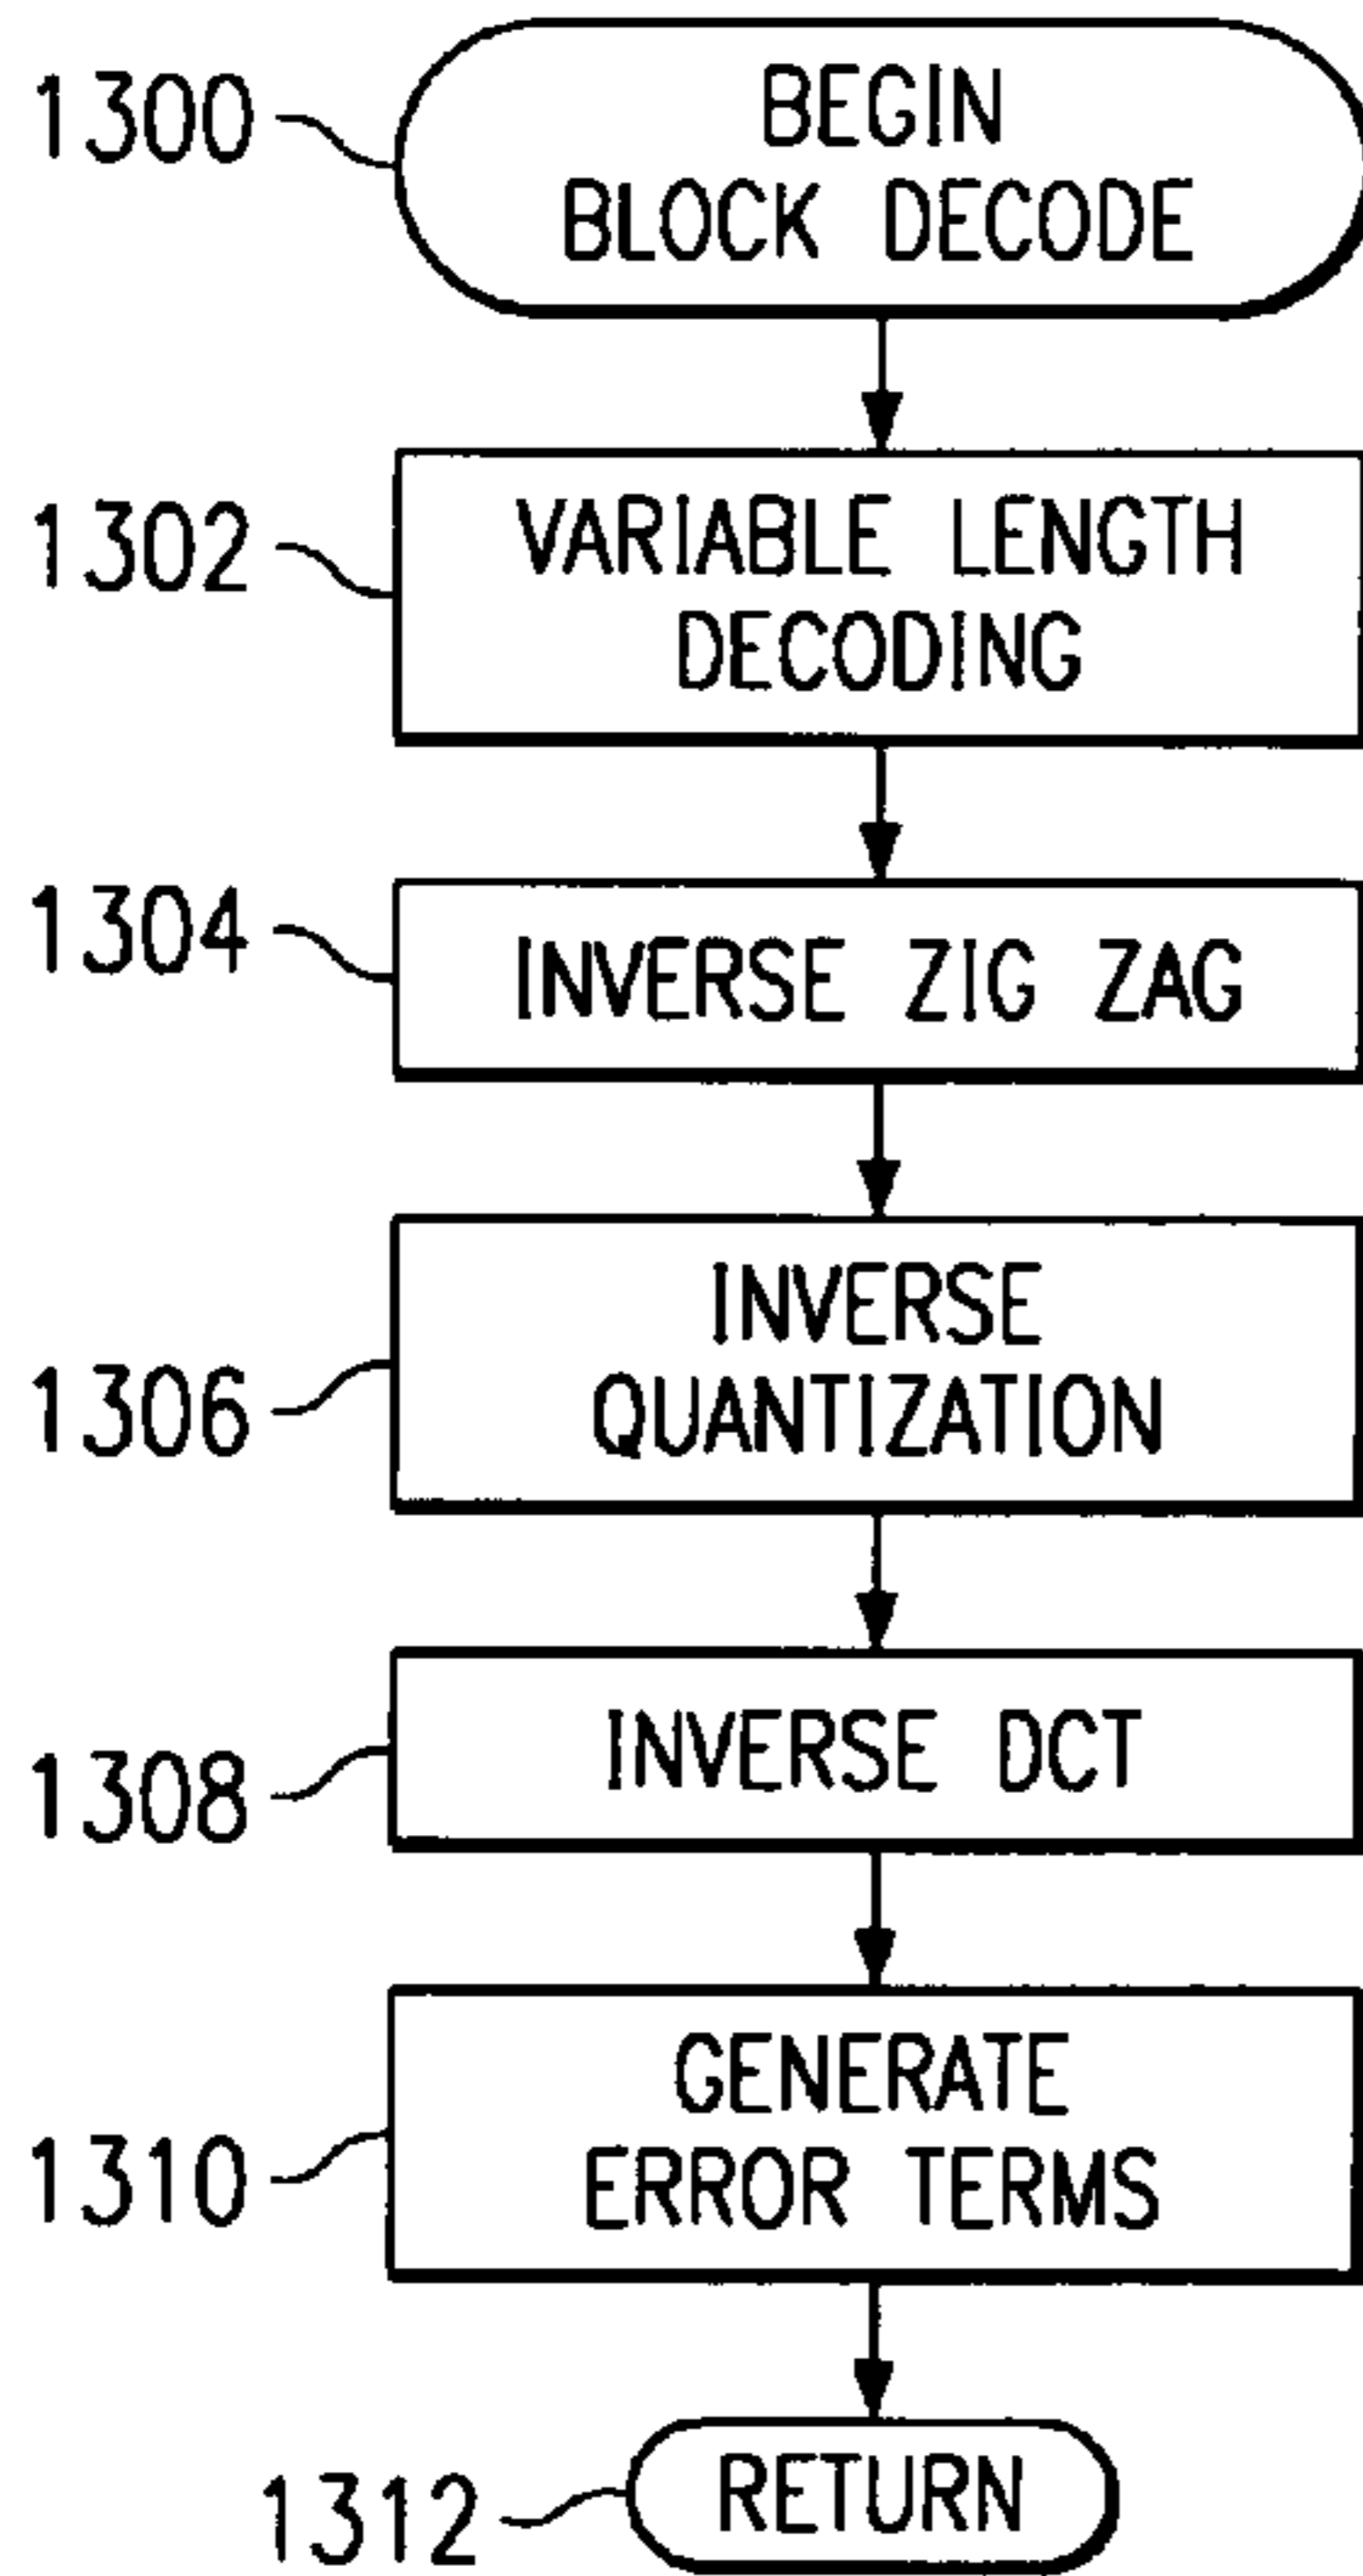 1300
BEGIN
BLOCK DECODE
1302
VARIABLE LENGTH
DECODING
1304
INVERSE ZIG ZAG
1306
INVERSE
QUANTIZATION
1308
INVERSE DCT
1310
GENERATE
ERROR TERMS
1312
RETURN